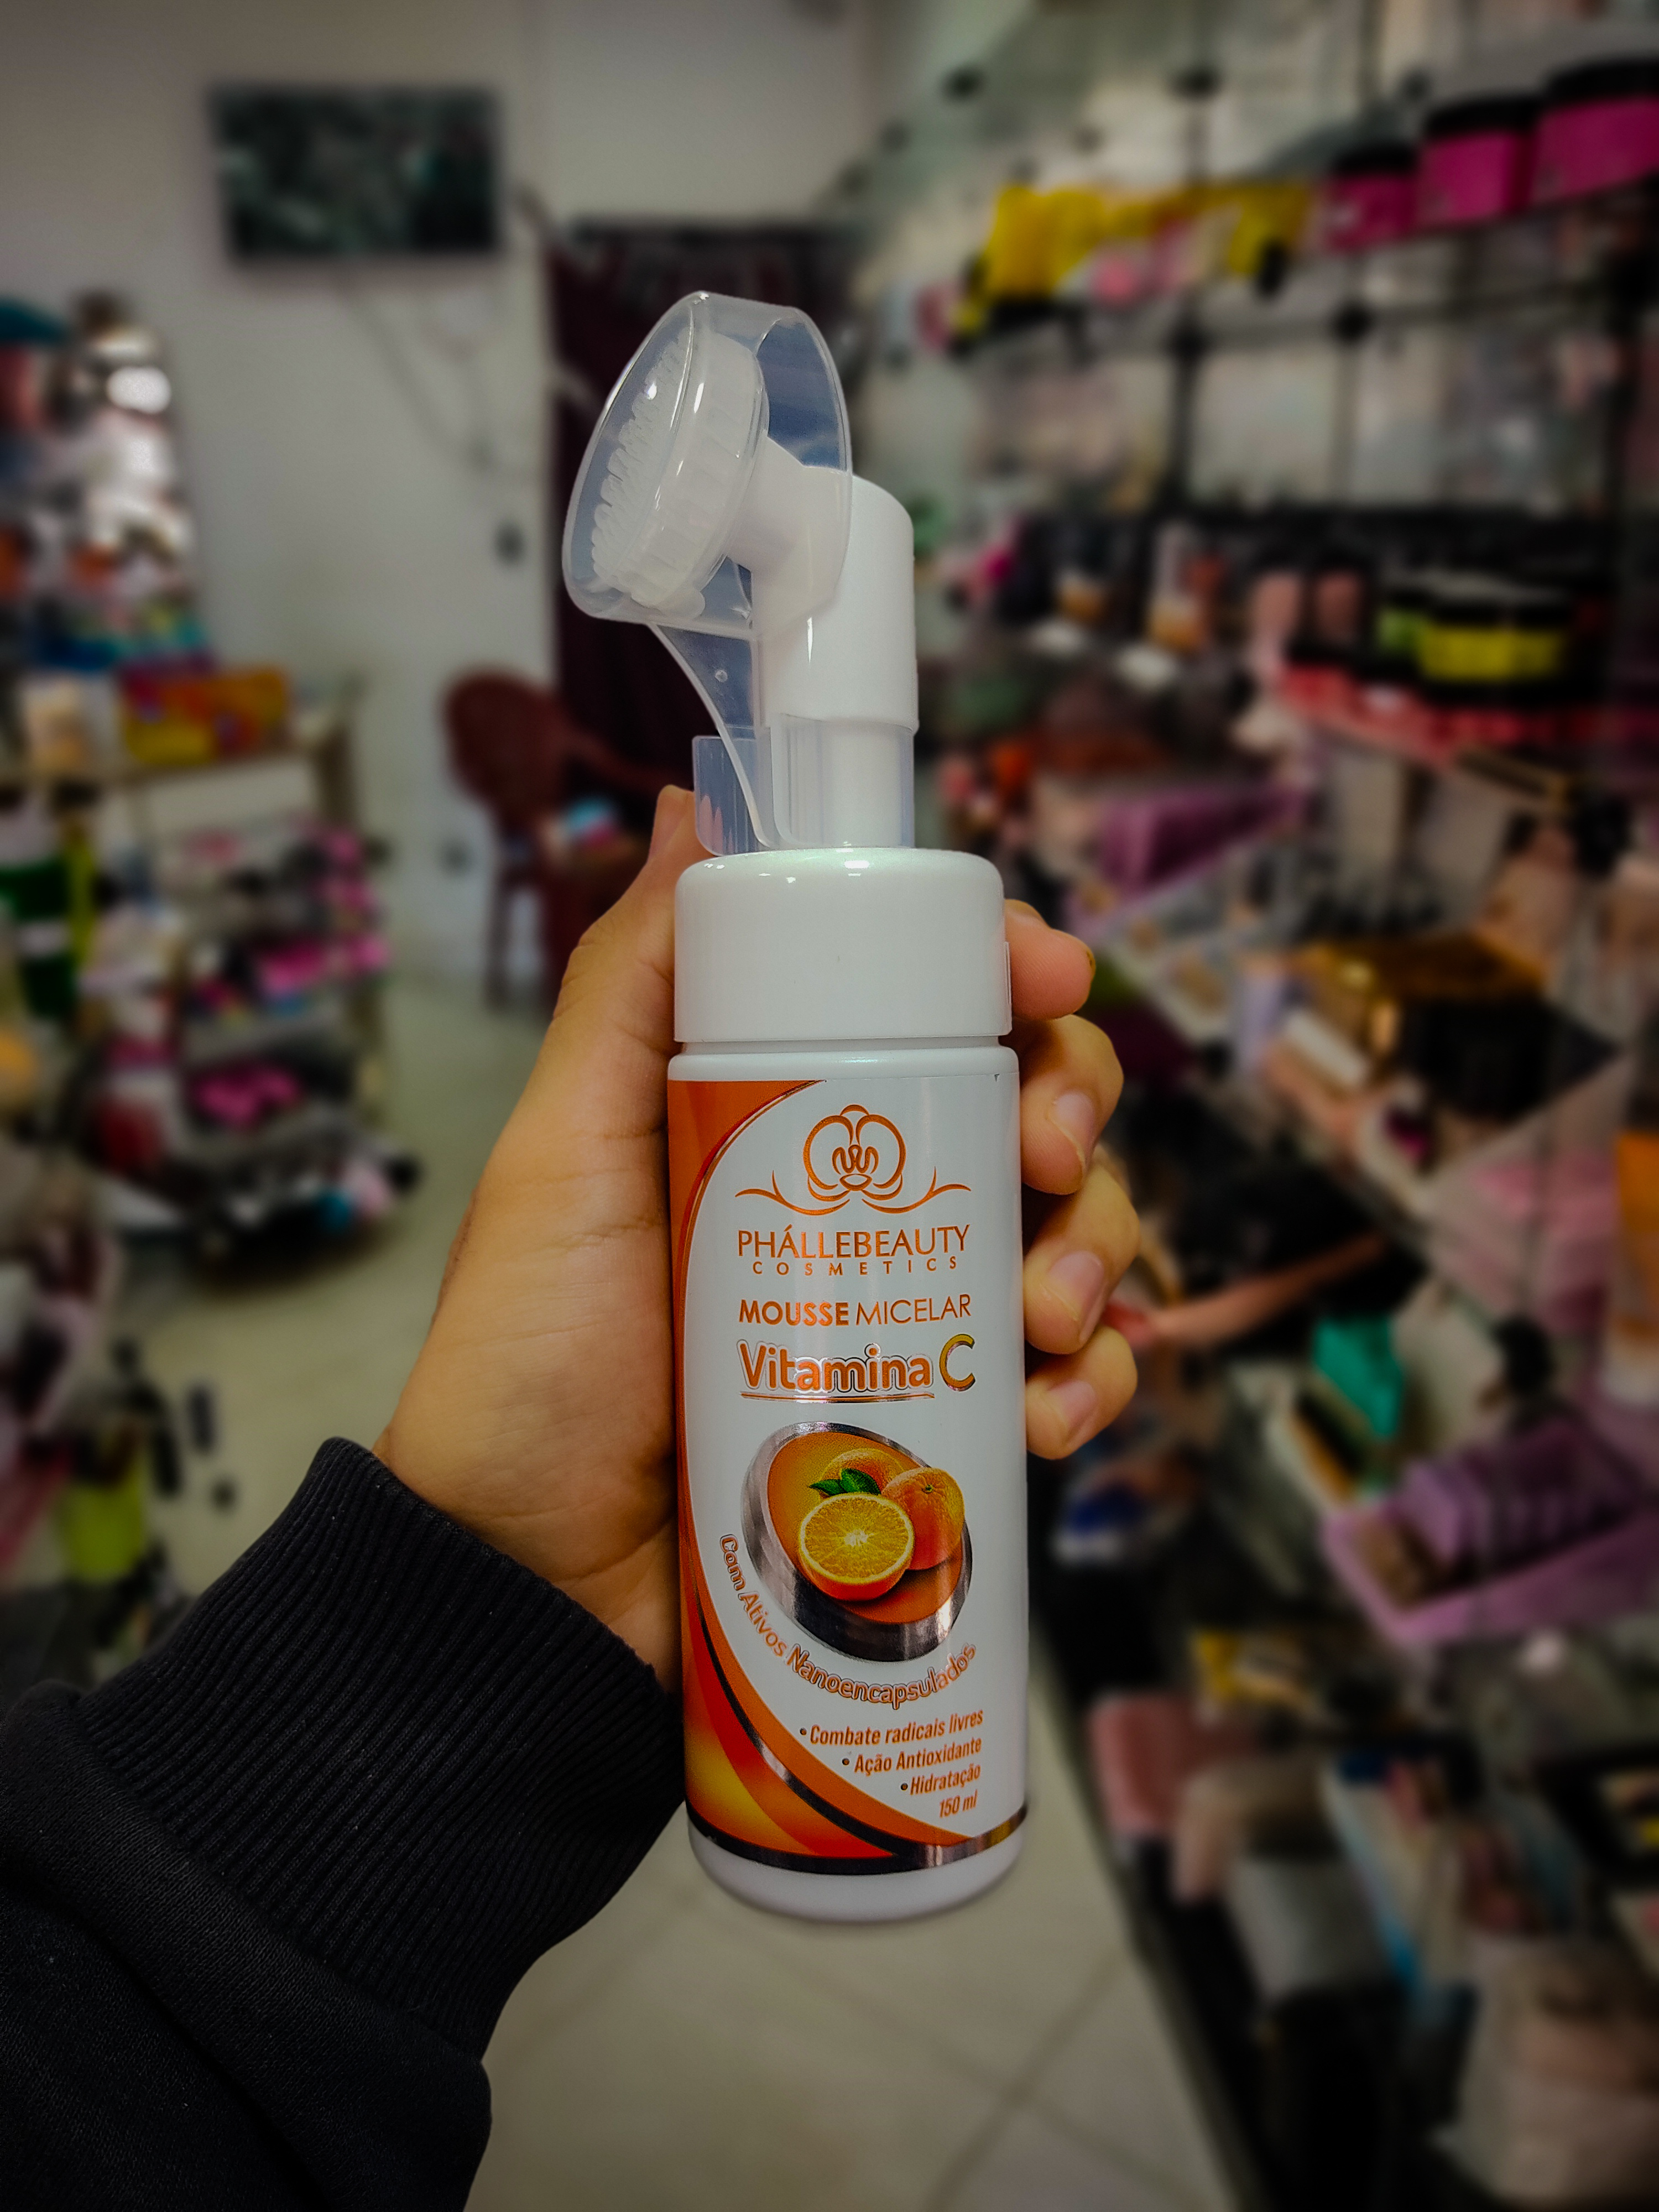 PHÁLLEBEAUTY
COSMETICS
MOUSSE MICELAR
Vitamina C
Com Ativos Nanoencapsulados
• Combate radicais livres
• Ação Antioxidante
• Hidratação
150 ml